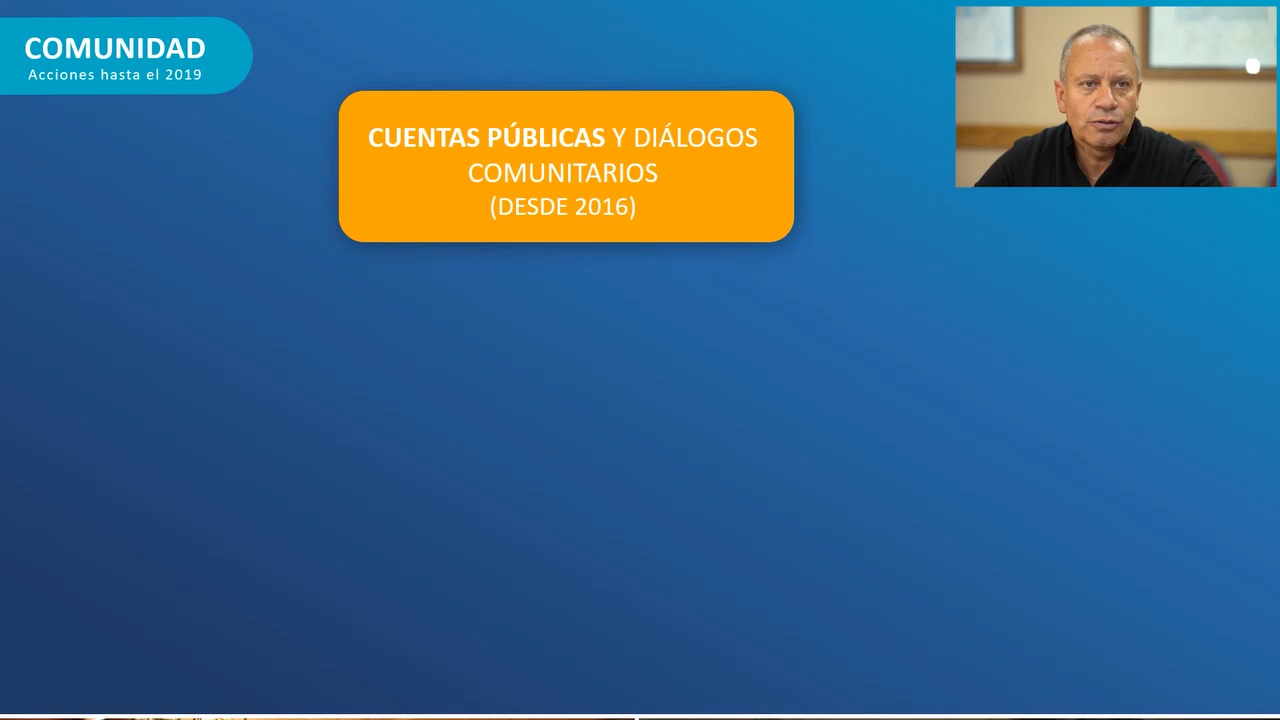 COMUNIDAD
Acciones hasta el 2019
CUENTAS PÚBLICAS Y DIÁLOGOS
COMUNITARIOS
(DESDE 2016)